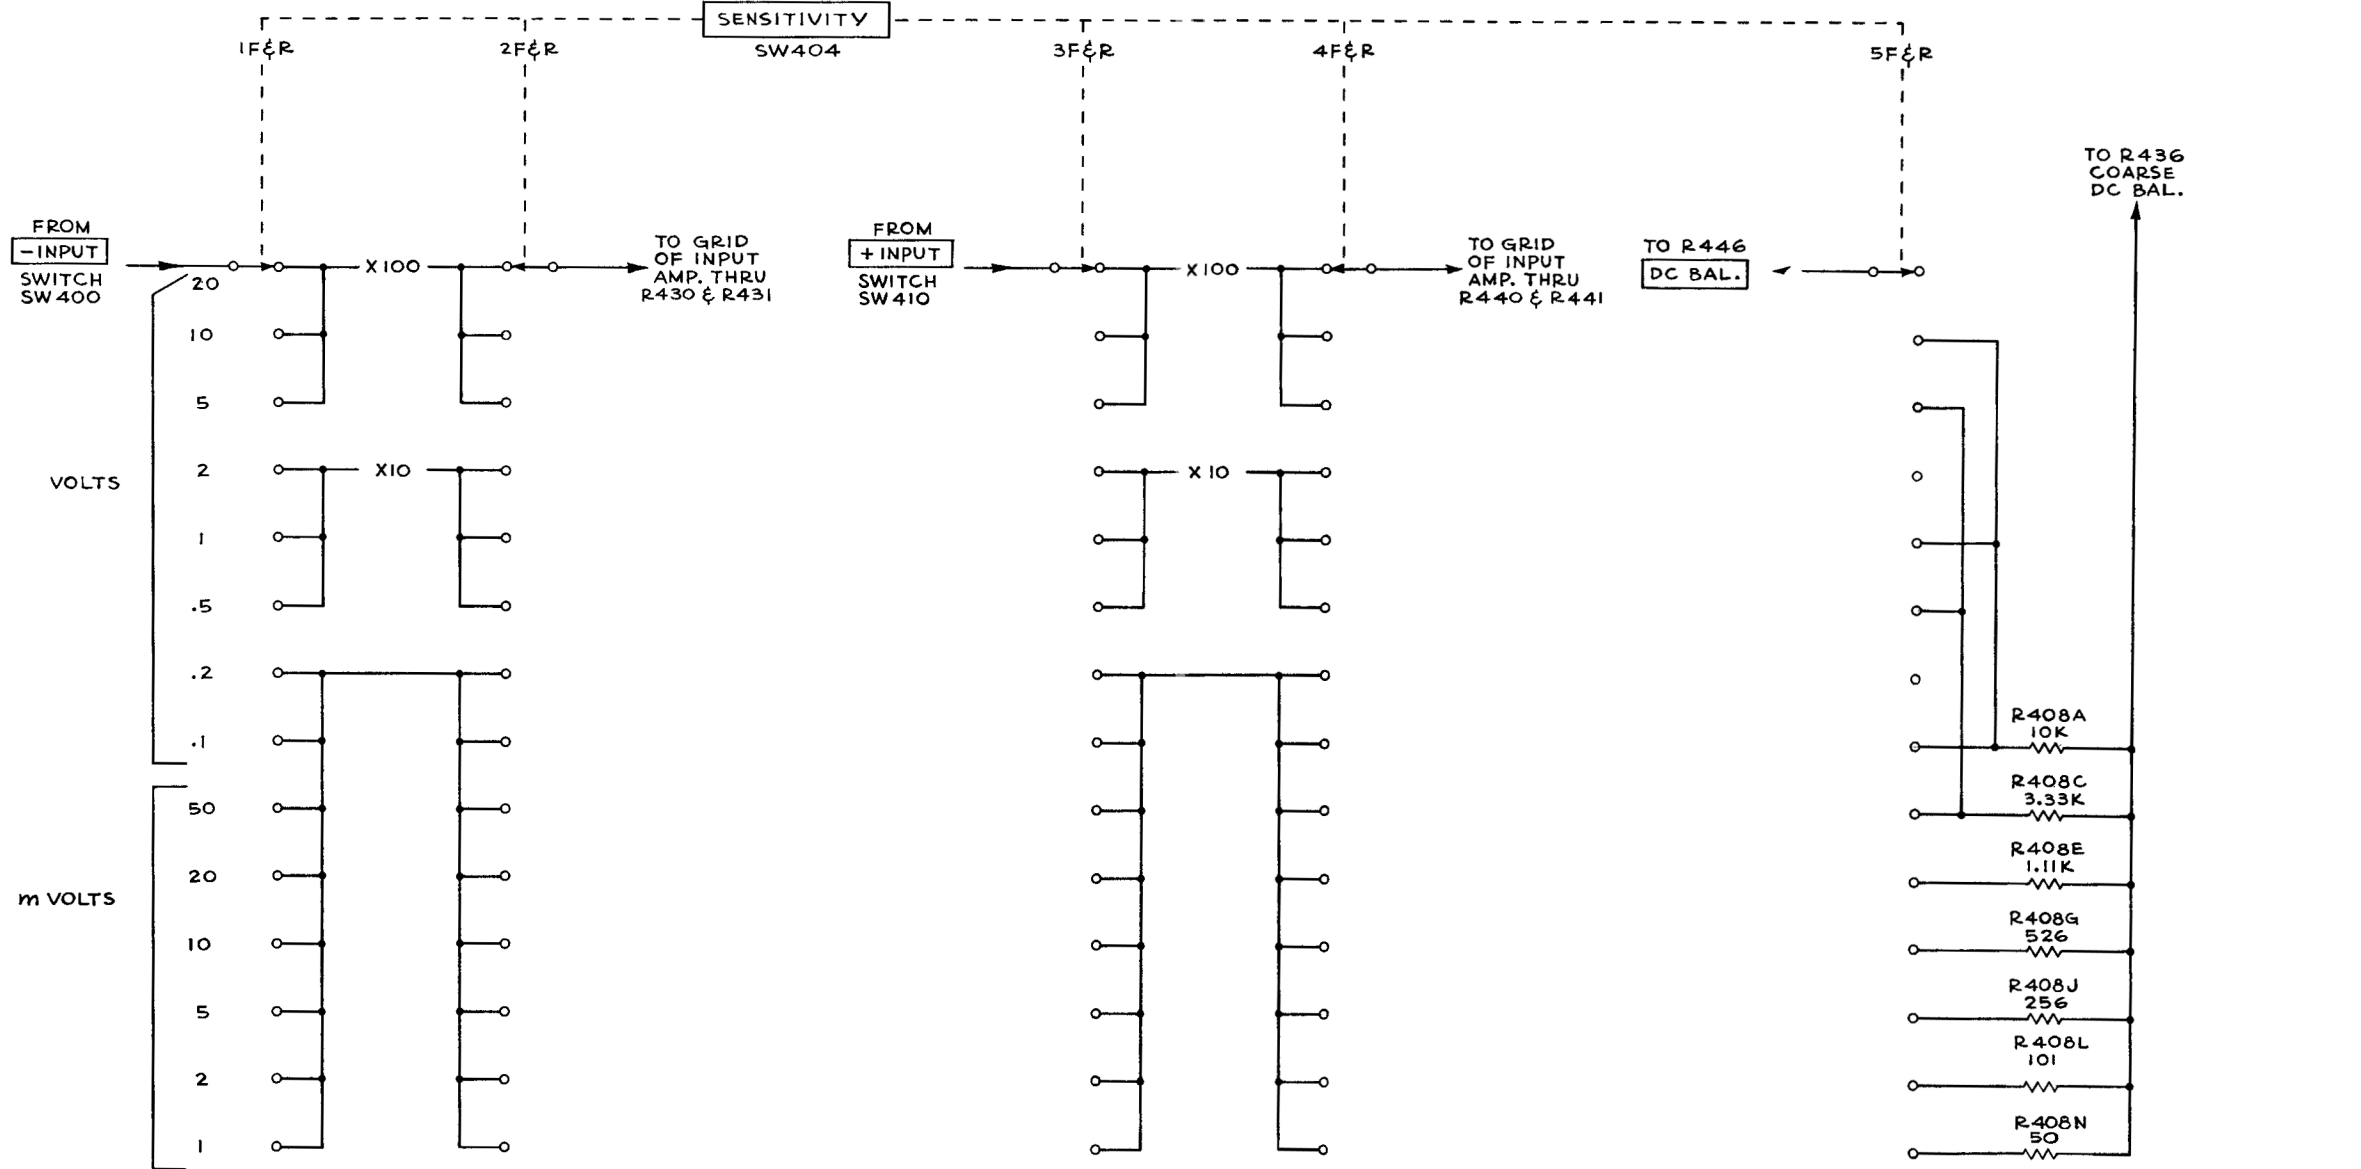 SENSITIVITY
SW404
1F&R
2F&R
3F&R
4F&R
5F&R
FROM
-INPUT
SWITCH
SW400
X100
TO GRID
OF INPUT
AMP. THRU
R430 & R431
FROM
+INPUT
SWITCH
SW410
X100
TO GRID
OF INPUT
AMP. THRU
R440 & R441
TO R446
DC BAL.
TO R436
COARSE
DC BAL.
VOLTS
20
10
5
2
1
.5
.2
.1
X10
X10
m VOLTS
50
20
10
5
2
1
R408A
10K
R408C
3.33K
R408E
1.11K
R408G
526
R408J
256
R408L
101
R408N
50